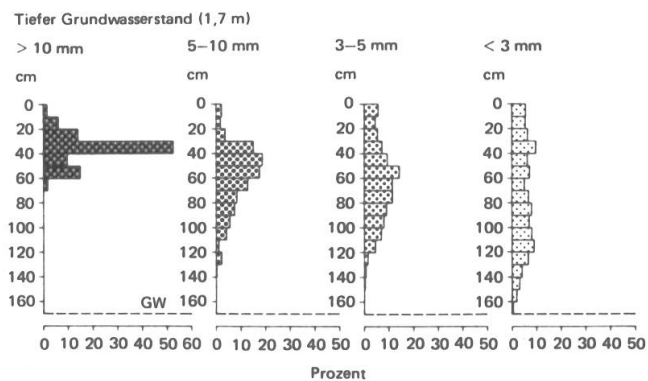 Tiefer Grundwasserstand (1,7 m)
> 10 mm 5–10 mm 3–5 mm < 3 mm
cm cm cm cm
0 0 0 0
20 20 20 20
40 40 40 40
60 60 60 60
80 80 80 80
100 100 100 100
120 120 120 120
140 140 140 140
160 GW 160 160 160
0 10 20 30 40 50 60 0 10 20 30 40 50 0 10 20 30 40 50 0 10 20 30 40 50
Prozent